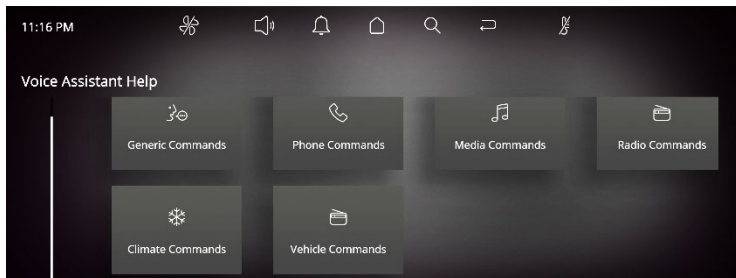 11:16 PM
Voice Assistant Help
Generic Commands
Phone Commands
Media Commands
Radio Commands
Climate Commands
Vehicle Commands